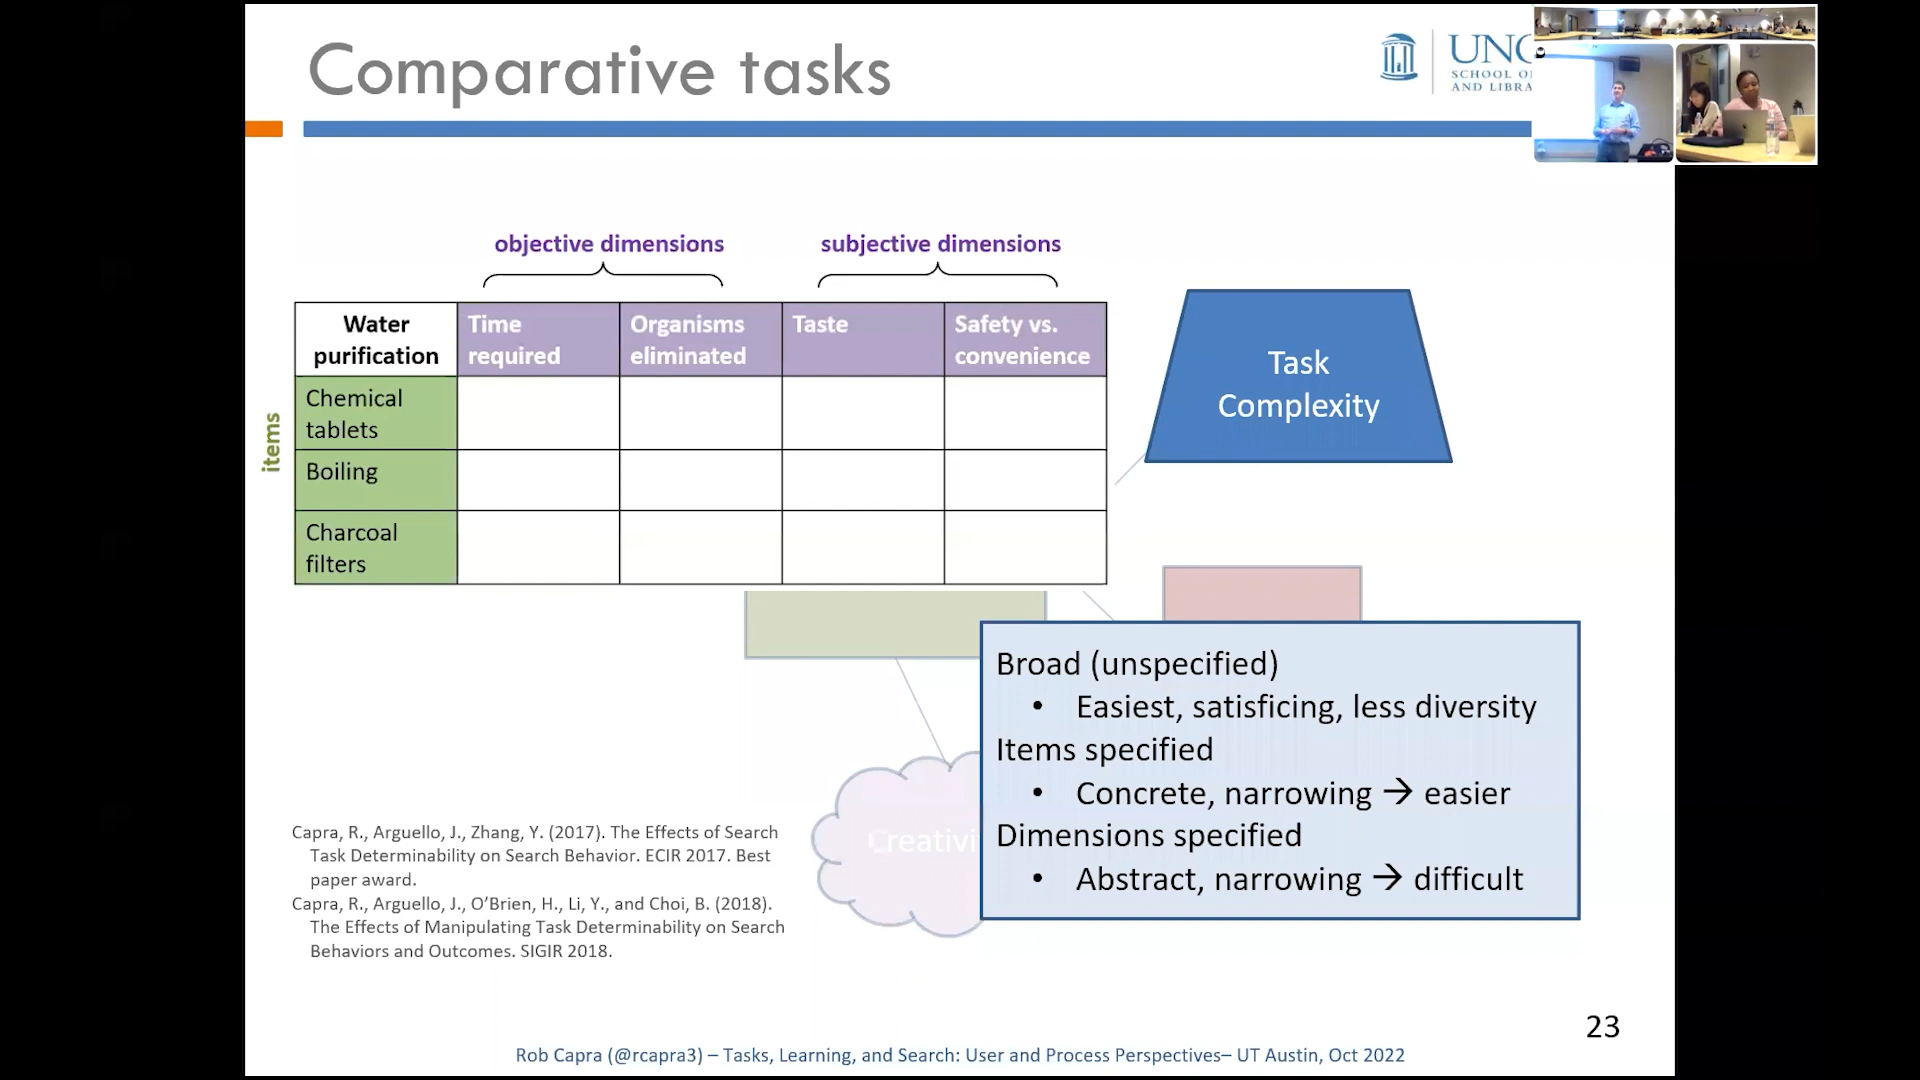 Comparative tasks
UNC
SCHOOL O
AND LIBRA
objective dimensions
subjective dimensions
Water purification
Time required
Organisms eliminated
Taste
Safety vs. convenience
items
Chemical tablets
Boiling
Charcoal filters
Task
Complexity
Broad (unspecified)
• Easiest, satisficing, less diversity
Items specified
• Concrete, narrowing → easier
Dimensions specified
• Abstract, narrowing → difficult
Creativi
Capra, R., Arguello, J., Zhang, Y. (2017). The Effects of Search
Task Determinability on Search Behavior. ECIR 2017. Best
paper award.
Capra, R., Arguello, J., O'Brien, H., Li, Y., and Choi, B. (2018).
The Effects of Manipulating Task Determinability on Search
Behaviors and Outcomes. SIGIR 2018.
23
Rob Capra (@rcapra3) – Tasks, Learning, and Search: User and Process Perspectives– UT Austin, Oct 2022